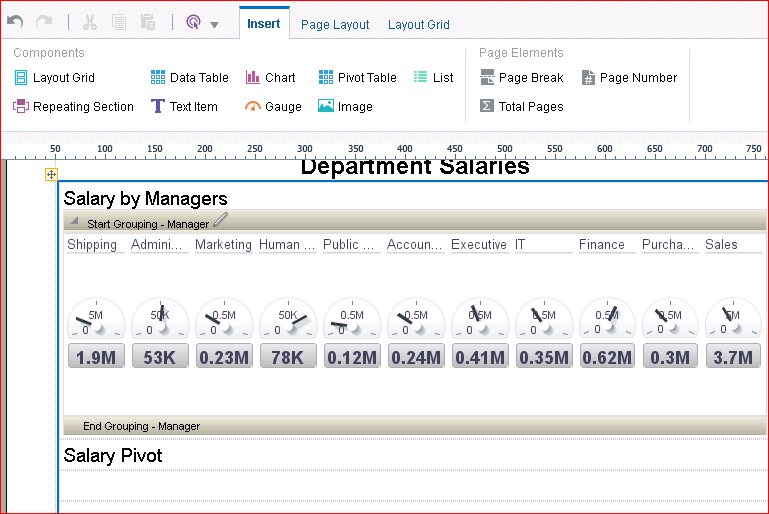 Insert Page Layout Layout Grid
Components Page Elements
Layout Grid Data Table Chart Pivot Table List Page Break Page Number
Repeating Section Text Item Gauge Image Total Pages
50 100 150 200 250 300 350 400 450 500 550 600 650 700 750
Department Salaries
Salary by Managers
Start Grouping - Manager
Shipping Admini... Marketing Human ... Public ... Accoun... Executive IT Finance Purcha... Sales
5M 50K 0.5M 50K 0.5M 0.5M 0.5M 0.5M 0.5M 0.5M 5M
0 0 0 0 0 0 0 0 0 0 0
1.9M 53K 0.23M 78K 0.12M 0.24M 0.41M 0.35M 0.62M 0.3M 3.7M
End Grouping - Manager
Salary Pivot